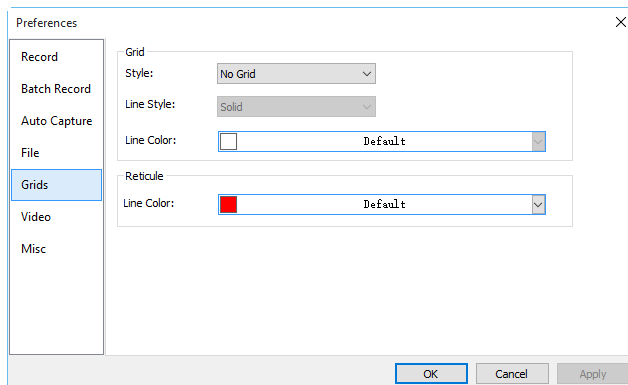 Preferences
Record
Batch Record
Auto Capture
File
Grids
Video
Misc
Grid
Style: No Grid
Line Style: Solid
Line Color: Default
Reticule
Line Color: Default
OK Cancel Apply